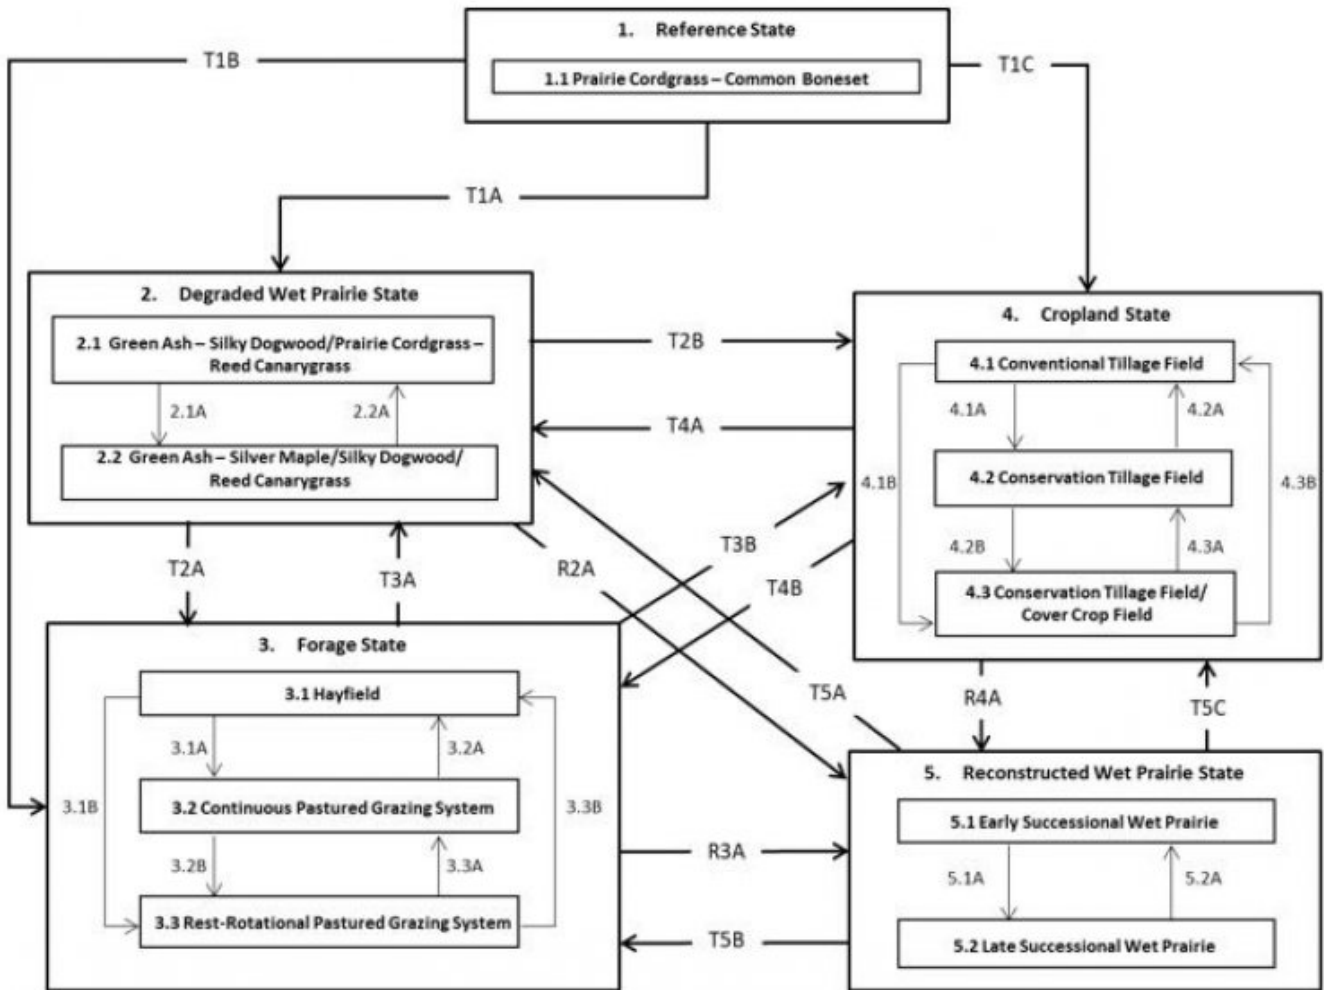 1. Reference State
1.1 Prairie Cordgrass – Common Boneset
T1B
T1C
T1A
2. Degraded Wet Prairie State
2.1 Green Ash – Silky Dogwood/Prairie Cordgrass –
Reed Canarygrass
2.1A
2.2A
2.2 Green Ash – Silver Maple/Silky Dogwood/
Reed Canarygrass
T2B
T4A
4. Cropland State
4.1 Conventional Tillage Field
4.1A
4.2A
4.2 Conservation Tillage Field
4.1B
4.3B
4.2B
4.3A
4.3 Conservation Tillage Field/
Cover Crop Field
T2A
T3A
R2A
T3B
T4B
T5A
R4A
T5C
3. Forage State
3.1 Hayfield
3.1A
3.2A
3.2 Continuous Pastured Grazing System
3.1B
3.3B
3.2B
3.3A
3.3 Rest-Rotational Pastured Grazing System
R3A
T5B
5. Reconstructed Wet Prairie State
5.1 Early Successional Wet Prairie
5.1A
5.2A
5.2 Late Successional Wet Prairie